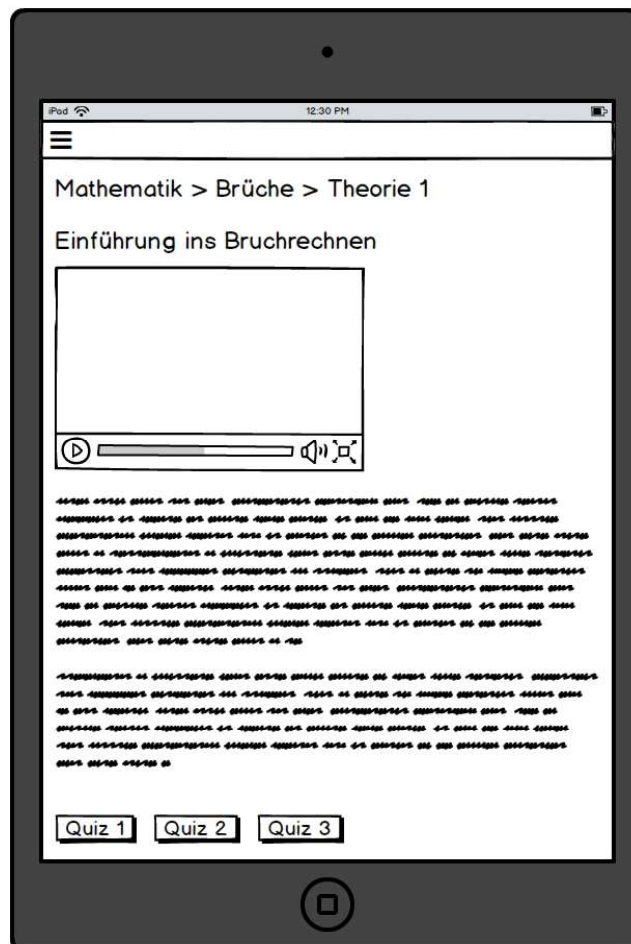 iPod 12:30 PM
Mathematik > Brüche > Theorie 1
Einführung ins Bruchrechnen
Quiz 1 Quiz 2 Quiz 3